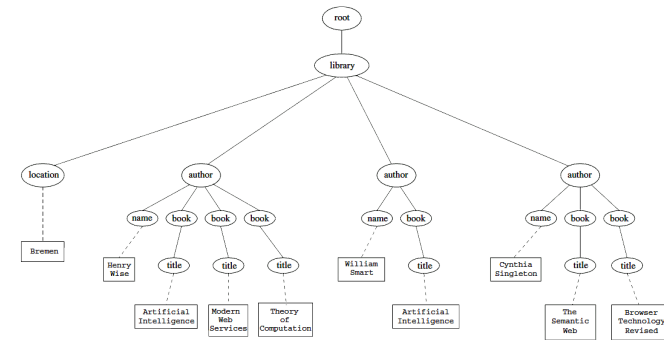 root
library
location
author
author
author
name
book
book
book
name
book
name
book
book
Bremen
Henry
Wise
title
title
title
William
Smart
title
Cynthia
Singleton
title
title
Artificial
Intelligence
Modern
Web
Services
Theory
of
Computation
Artificial
Intelligence
The
Semantic
Web
Browser
Technology
Revised